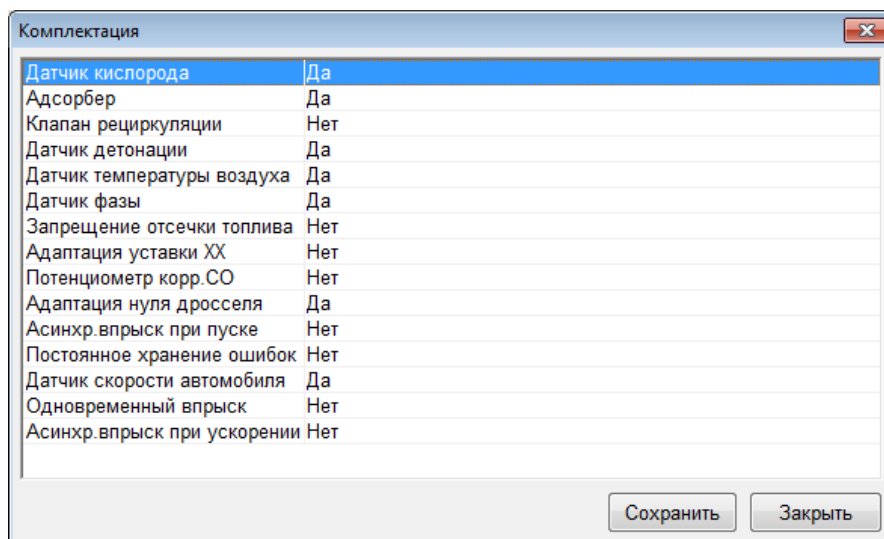 Комплектация
Датчик кислорода Да
Адсорбер Да
Клапан рециркуляции Нет
Датчик детонации Да
Датчик температуры воздуха Да
Датчик фазы Да
Запрещение отсечки топлива Нет
Адаптация уставки ХХ Нет
Потенциометр корр.СО Нет
Адаптация нуля дросселя Да
Асинхр.впрыск при пуске Нет
Постоянное хранение ошибок Нет
Датчик скорости автомобиля Да
Одновременный впрыск Нет
Асинхр.впрыск при ускорении Нет
Сохранить Закрыть